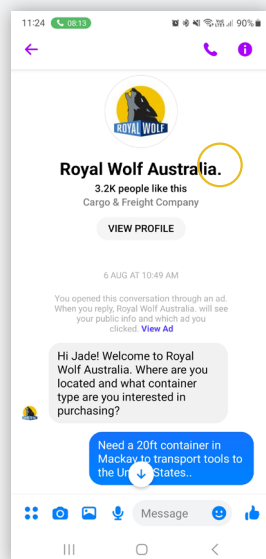 11:24 08:13 90%
ROYAL WOLF
Royal Wolf Australia.
3.2K people like this
Cargo & Freight Company
VIEW PROFILE
6 AUG AT 10:49 AM
You opened this conversation through an ad.
When you reply, Royal Wolf Australia. will see
your public info and which ad you
clicked. View Ad
Hi Jade! Welcome to Royal
Wolf Australia. Where are you
located and what container
type are you interested in
purchasing?
Need a 20ft container in
Mackay to transport tools to
the States..
Message